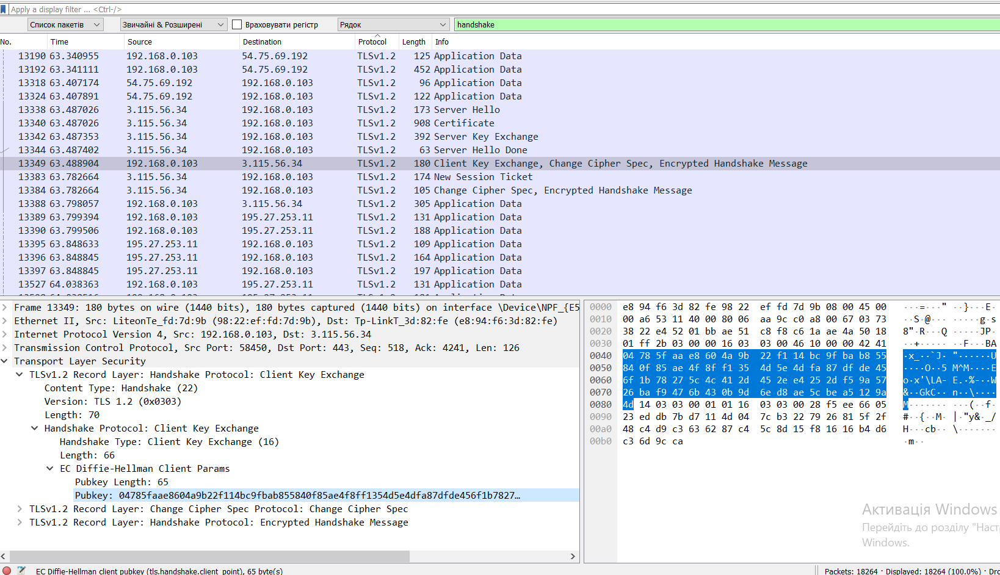 Apply a display filter ... <Ctrl-/>
Список пакетів Звичайні & Розширені Враховувати регістр Рядок handshake
No. Time Source Destination Protocol Length Info
13190 63.340955 192.168.0.103 54.75.69.192 TLSv1.2 125 Application Data
13192 63.341111 192.168.0.103 54.75.69.192 TLSv1.2 452 Application Data
13318 63.407174 54.75.69.192 192.168.0.103 TLSv1.2 96 Application Data
13324 63.407891 54.75.69.192 192.168.0.103 TLSv1.2 122 Application Data
13338 63.487026 3.115.56.34 192.168.0.103 TLSv1.2 173 Server Hello
13340 63.487026 3.115.56.34 192.168.0.103 TLSv1.2 908 Certificate
13342 63.487353 3.115.56.34 192.168.0.103 TLSv1.2 392 Server Key Exchange
13344 63.487402 3.115.56.34 192.168.0.103 TLSv1.2 63 Server Hello Done
13349 63.488904 192.168.0.103 3.115.56.34 TLSv1.2 180 Client Key Exchange, Change Cipher Spec, Encrypted Handshake Message
13383 63.782664 3.115.56.34 192.168.0.103 TLSv1.2 174 New Session Ticket
13384 63.782664 3.115.56.34 192.168.0.103 TLSv1.2 105 Change Cipher Spec, Encrypted Handshake Message
13388 63.798057 192.168.0.103 3.115.56.34 TLSv1.2 305 Application Data
13389 63.799394 192.168.0.103 195.27.253.11 TLSv1.2 131 Application Data
13390 63.799506 192.168.0.103 195.27.253.11 TLSv1.2 188 Application Data
13395 63.848633 195.27.253.11 192.168.0.103 TLSv1.2 109 Application Data
13396 63.848845 195.27.253.11 192.168.0.103 TLSv1.2 164 Application Data
13397 63.848845 195.27.253.11 192.168.0.103 TLSv1.2 197 Application Data
13527 64.038363 192.168.0.103 195.27.253.11 TLSv1.2 131 Application Data
Frame 13349: 180 bytes on wire (1440 bits), 180 bytes captured (1440 bits) on interface \Device\NPF_{E5
Ethernet II, Src: LiteonTe_fd:7d:9b (98:22:ef:fd:7d:9b), Dst: Tp-LinkT_3d:82:fe (e8:94:f6:3d:82:fe)
Internet Protocol Version 4, Src: 192.168.0.103, Dst: 3.115.56.34
Transmission Control Protocol, Src Port: 58450, Dst Port: 443, Seq: 518, Ack: 4241, Len: 126
Transport Layer Security
TLSv1.2 Record Layer: Handshake Protocol: Client Key Exchange
Content Type: Handshake (22)
Version: TLS 1.2 (0x0303)
Length: 70
Handshake Protocol: Client Key Exchange
Handshake Type: Client Key Exchange (16)
Length: 66
EC Diffie-Hellman Client Params
Pubkey Length: 65
Pubkey: 04785faae8604a9b22f114bc9fbab855840f85ae4f8ff1354d5e4dfa87dfde456f1b7827…
TLSv1.2 Record Layer: Change Cipher Spec Protocol: Change Cipher Spec
TLSv1.2 Record Layer: Handshake Protocol: Encrypted Handshake Message
0000 e8 94 f6 3d 82 fe 98 22 ef fd 7d 9b 08 00 45 00 ···=···" ··}···E·
0010 00 a6 53 11 40 00 80 06 aa 9c c0 a8 00 67 03 73 ··S·@··· ·····g·s
0020 38 22 e4 52 01 bb ae 51 c8 f8 c6 1a ae 4a 50 18 8"·R···Q ·····JP·
0030 01 ff 2b 03 00 00 16 03 03 00 46 10 00 00 42 41 ··+····· ··F···BA
0040 04 78 5f aa e8 60 4a 9b 22 f1 14 bc 9f ba b8 55 ·x_··`J· "······U
0050 84 0f 85 ae 4f 8f f1 35 4d 5e 4d fa 87 df de 45 ····O··5 M^M····E
0060 6f 1b 78 27 5c 4c 41 2d 45 2e e4 25 2d f5 9a 57 o·x'\LA- E.·%-··W
0070 26 ba f9 47 6b 43 0b 9d 6e d8 ae 5c be a5 12 9a &··GkC·· n··\····
0080 4d 14 03 03 00 01 01 16 03 03 00 28 f5 ee 66 05 M······· ···(··f·
0090 23 ed db 7b d7 11 4d 04 7c b3 22 79 26 81 5f 2f #··{··M· |·"y&·_/
00a0 48 c4 d9 c3 63 62 87 c4 5c 8d 15 f8 16 16 b4 d6 H···cb·· \·······
00b0 c3 6d 9c ca ·m··
Активація Windows
Перейдіть до розділу "Наст
Windows.
EC Diffie-Hellman client pubkey (tls.handshake.client_point), 65 byte(s) Packets: 18264 · Displayed: 18264 (100.0%) · Dro